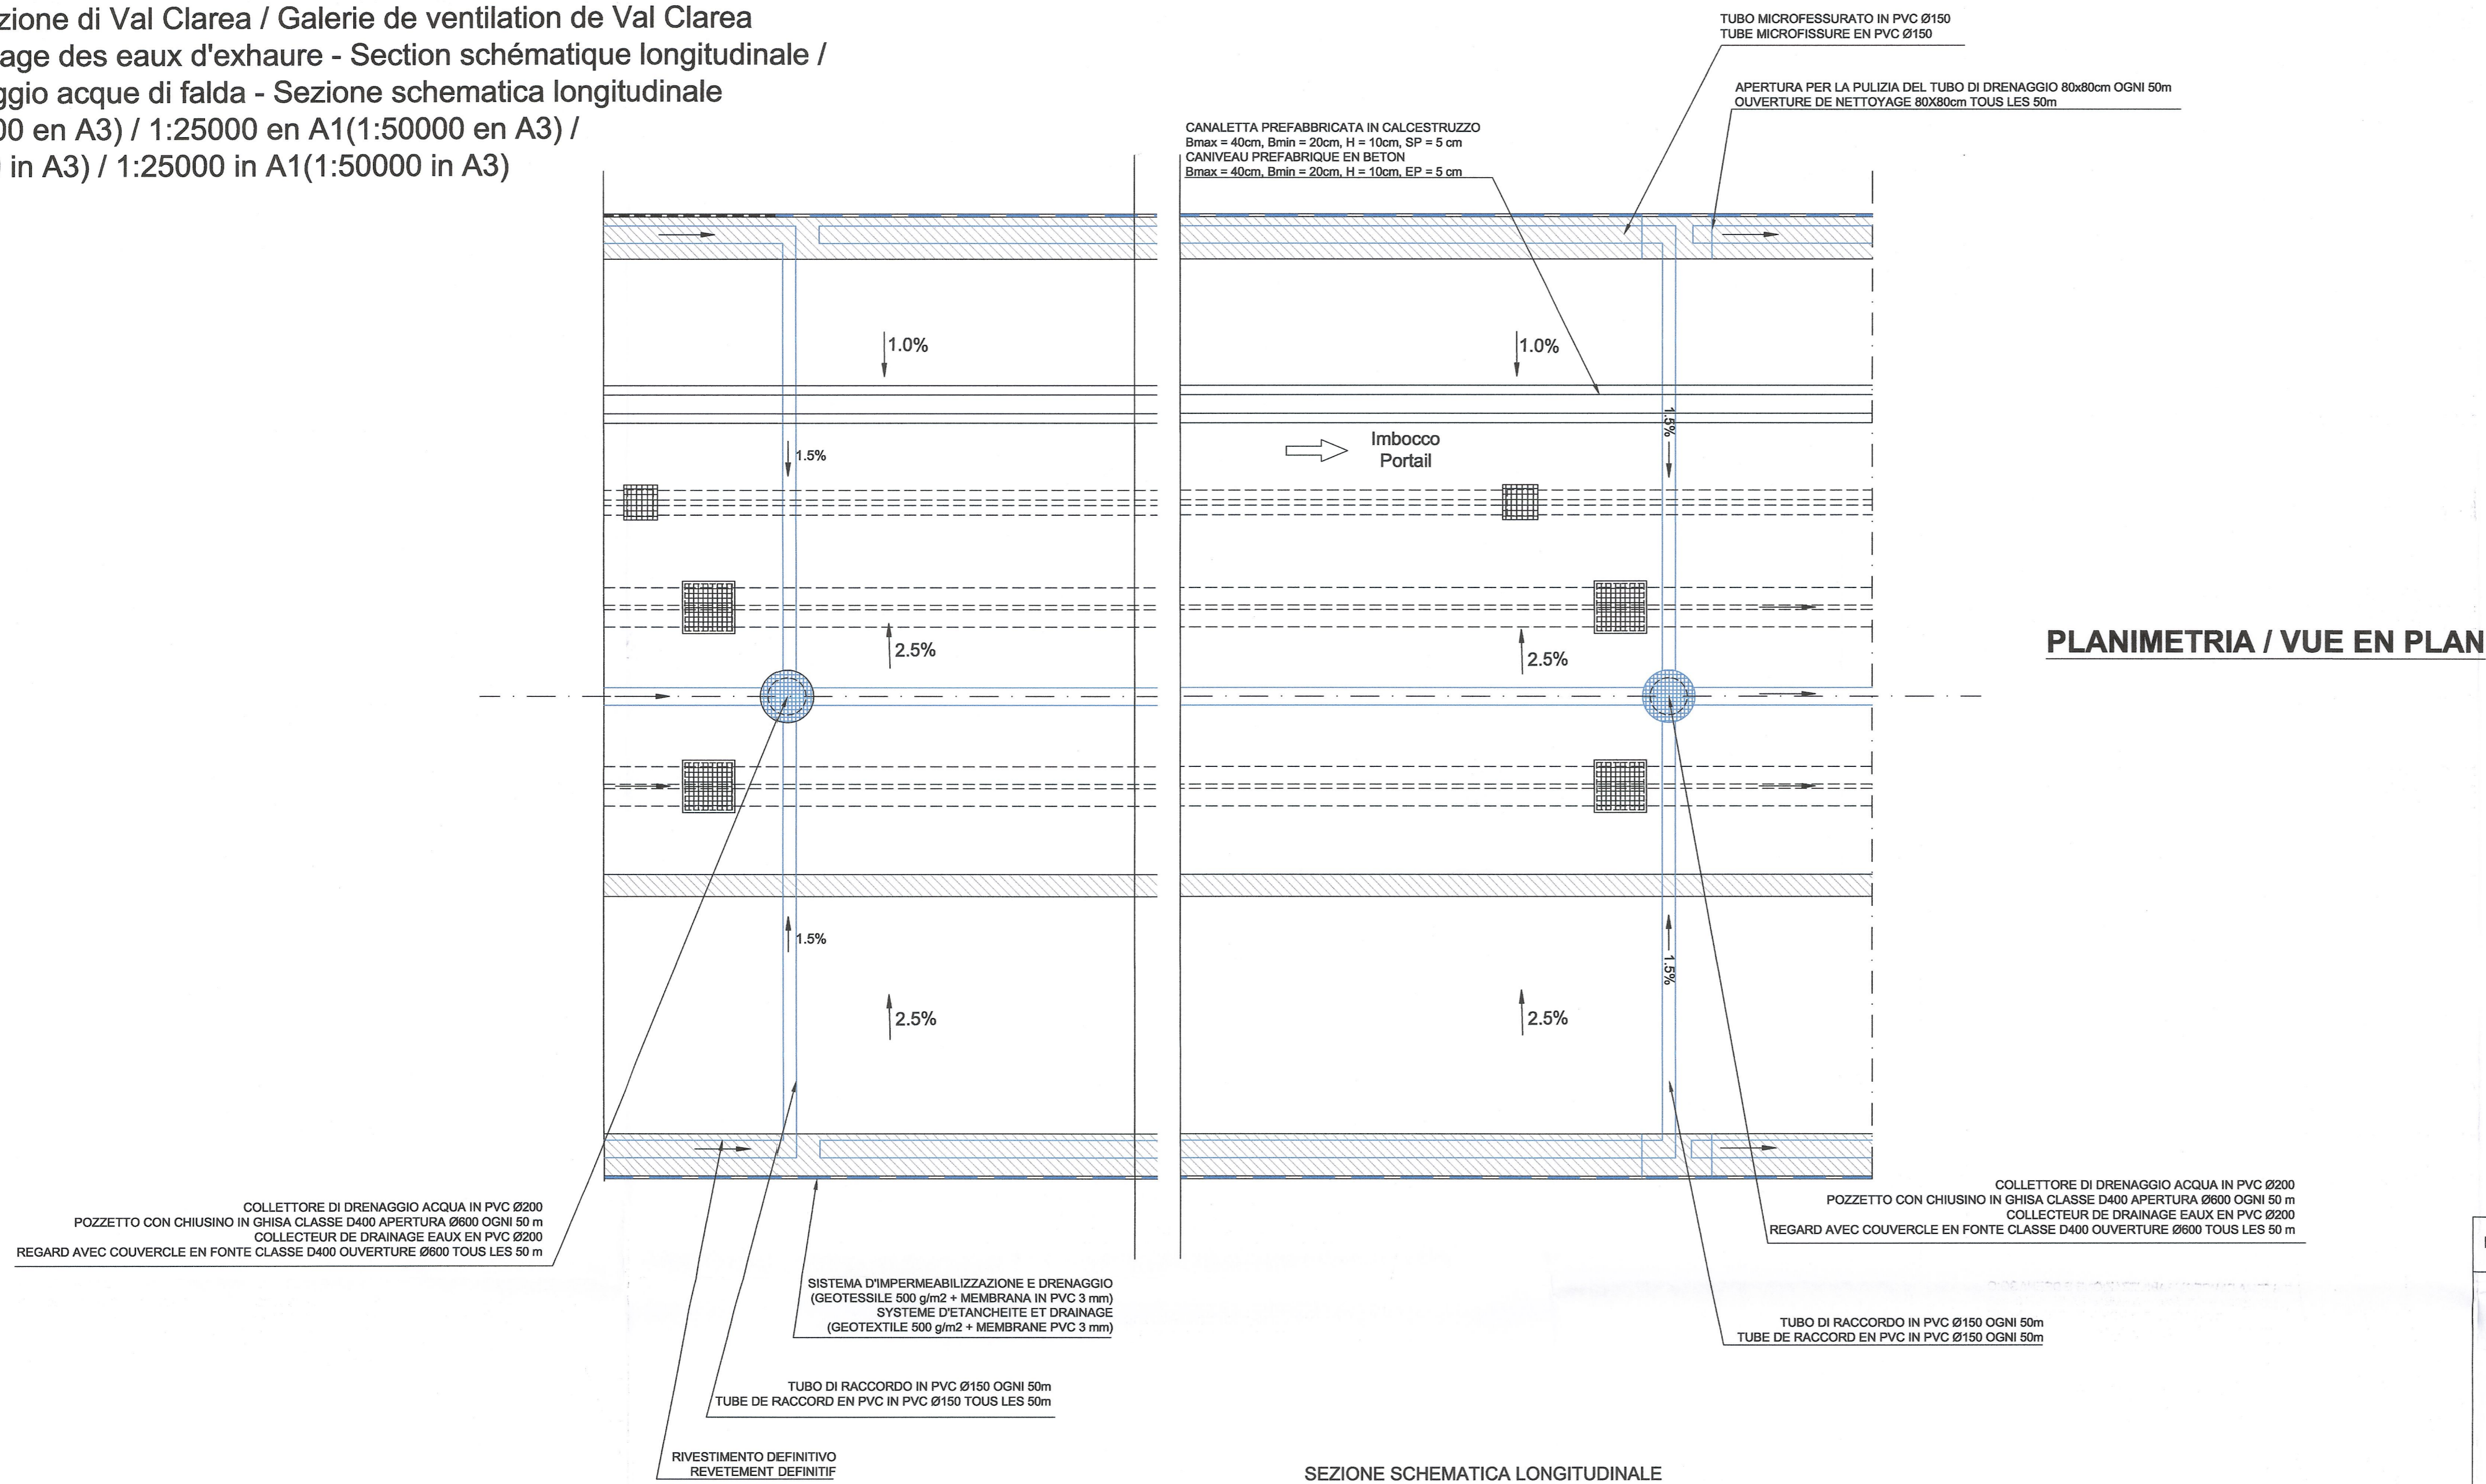 zione di Val Clarea / Galerie de ventilation de Val Clarea
age des eaux d'exhaure - Section schématique longitudinale /
ggio acque di falda - Sezione schematica longitudinale
00 en A3) / 1:25000 en A1(1:50000 en A3) /
in A3) / 1:25000 in A1(1:50000 in A3)
TUBO MICROFESSURATO IN PVC Ø150
TUBE MICROFISSURE EN PVC Ø150
APERTURA PER LA PULIZIA DEL TUBO DI DRENAGGIO 80x80cm OGNI 50m
OUVERTURE DE NETTOYAGE 80X80cm TOUS LES 50m
CANALETTA PREFABBRICATA IN CALCESTRUZZO
Bmax = 40cm, Bmin = 20cm, H = 10cm, SP = 5 cm
CANIVEAU PREFABRIQUE EN BETON
Bmax = 40cm, Bmin = 20cm, H = 10cm, EP = 5 cm
1.0%
1.0%
1.5%
1.5%
Imbocco
Portail
2.5%
2.5%
PLANIMETRIA / VUE EN PLAN
1.5%
1.5%
2.5%
2.5%
COLLETTORE DI DRENAGGIO ACQUA IN PVC Ø200
POZZETTO CON CHIUSINO IN GHISA CLASSE D400 APERTURA Ø600 OGNI 50 m
COLLECTEUR DE DRAINAGE EAUX EN PVC Ø200
REGARD AVEC COUVERCLE EN FONTE CLASSE D400 OUVERTURE Ø600 TOUS LES 50 m
COLLETTORE DI DRENAGGIO ACQUA IN PVC Ø200
POZZETTO CON CHIUSINO IN GHISA CLASSE D400 APERTURA Ø600 OGNI 50 m
COLLECTEUR DE DRAINAGE EAUX EN PVC Ø200
REGARD AVEC COUVERCLE EN FONTE CLASSE D400 OUVERTURE Ø600 TOUS LES 50 m
SISTEMA D'IMPERMEABILIZZAZIONE E DRENAGGIO
(GEOTESSILE 500 g/m2 + MEMBRANA IN PVC 3 mm)
SYSTEME D'ETANCHEITE ET DRAINAGE
(GEOTEXTILE 500 g/m2 + MEMBRANE PVC 3 mm)
TUBO DI RACCORDO IN PVC Ø150 OGNI 50m
TUBE DE RACCORD EN PVC IN PVC Ø150 OGNI 50m
TUBO DI RACCORDO IN PVC Ø150 OGNI 50m
TUBE DE RACCORD EN PVC IN PVC Ø150 TOUS LES 50m
RIVESTIMENTO DEFINITIVO
REVETEMENT DEFINITIF
SEZIONE SCHEMATICA LONGITUDINALE